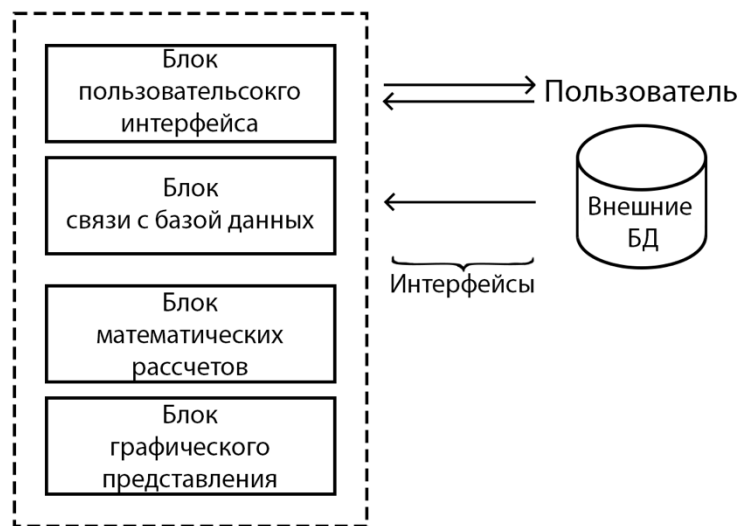 Блок
пользовательсокго
интерфейса
Блок
связи с базой данных
Блок
математических
рассчетов
Блок
графического
представления
Пользователь
Внешние
БД
Интерфейсы